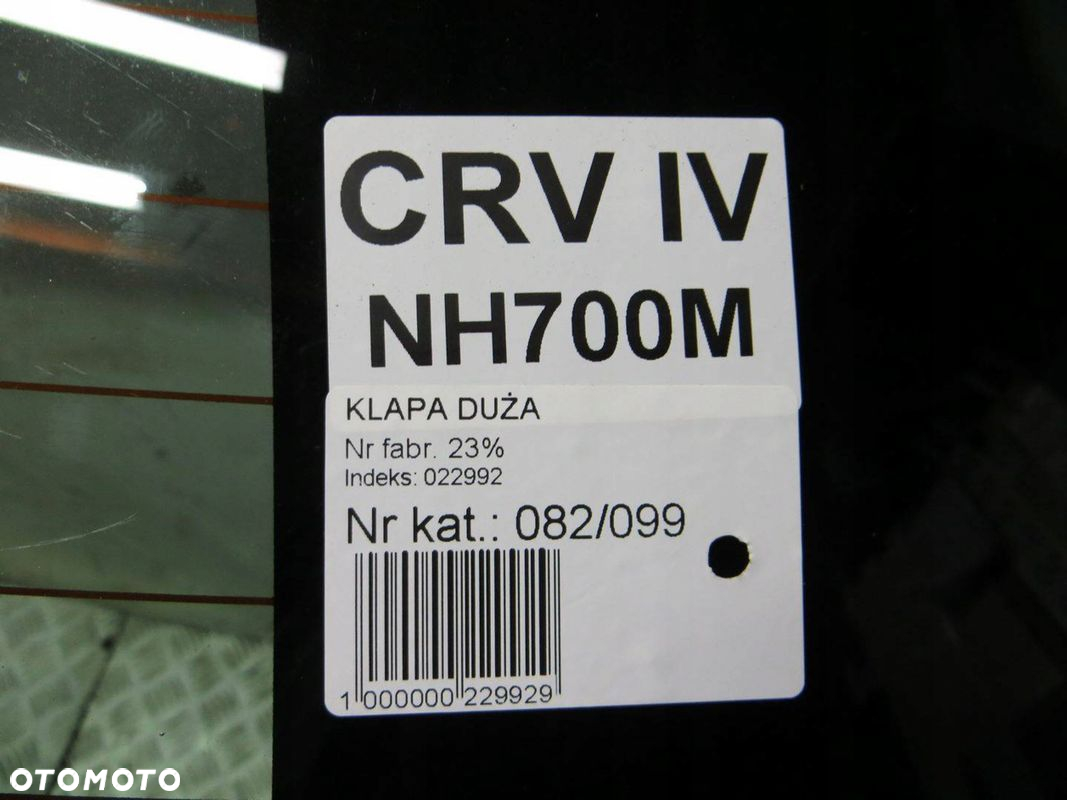 CRV IV
NH700M
KLAPA DUŻA
Nr fabr. 23%
Indeks: 022992
Nr kat.: 082/099
1 000000 229929
OTOMOTO